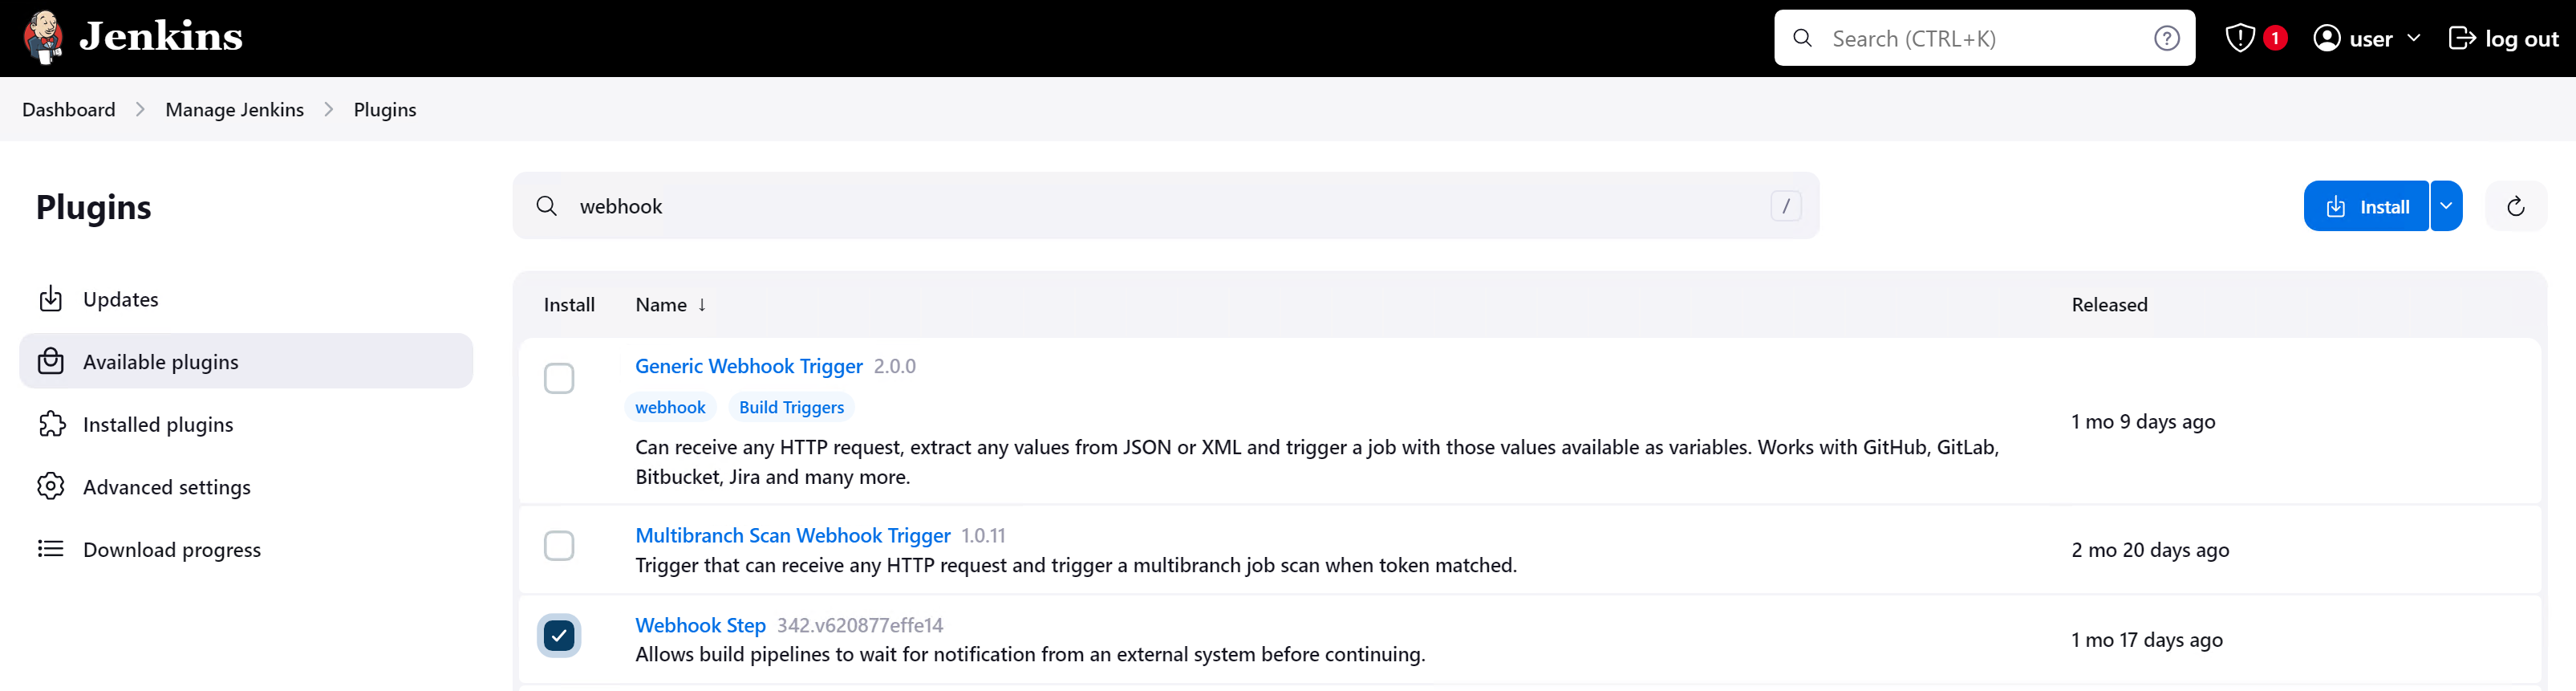 Jenkins
Search (CTRL+K)
?
1
user
log out
Dashboard
Manage Jenkins
Plugins
Plugins
webhook
/
Install
Updates
Available plugins
Installed plugins
Advanced settings
Download progress
Install Name ↓ Released
Generic Webhook Trigger 2.0.0
webhook Build Triggers
Can receive any HTTP request, extract any values from JSON or XML and trigger a job with those values available as variables. Works with GitHub, GitLab,
Bitbucket, Jira and many more.
1 mo 9 days ago
Multibranch Scan Webhook Trigger 1.0.11
Trigger that can receive any HTTP request and trigger a multibranch job scan when token matched.
2 mo 20 days ago
Webhook Step 342.v620877effe14
Allows build pipelines to wait for notification from an external system before continuing.
1 mo 17 days ago